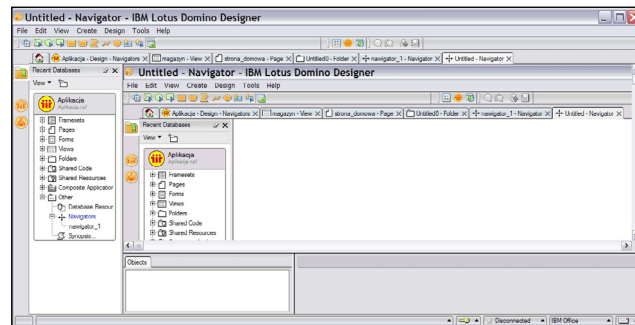 Untitled - Navigator - IBM Lotus Domino Designer
File Edit View Create Design Tools Help
Aplikacja - Design - Navigators
magazyn - View
strona_domowa - Page
Untitled0 - Folder
navigator_1 - Navigator
Untitled - Navigator
Recent Databases
View
Aplikacja
Aplikacja.nsf
Framesets
Pages
Forms
Views
Folders
Shared Code
Shared Resources
Composite Application
Other
Database Resour
Navigators
navigator_1
Synopsis...
Untitled - Navigator - IBM Lotus Domino Designer
File Edit View Create Design Tools Help
Aplikacja - Design - Navigators
magazyn - View
strona_domowa - Page
Untitled0 - Folder
navigator_1 - Navigator
Untitled - Navigator
Recent Databases
View
Aplikacja
Aplikacja.nsf
Framesets
Pages
Forms
Views
Folders
Shared Code
Shared Resources
Objects
Disconnected
IBM Office